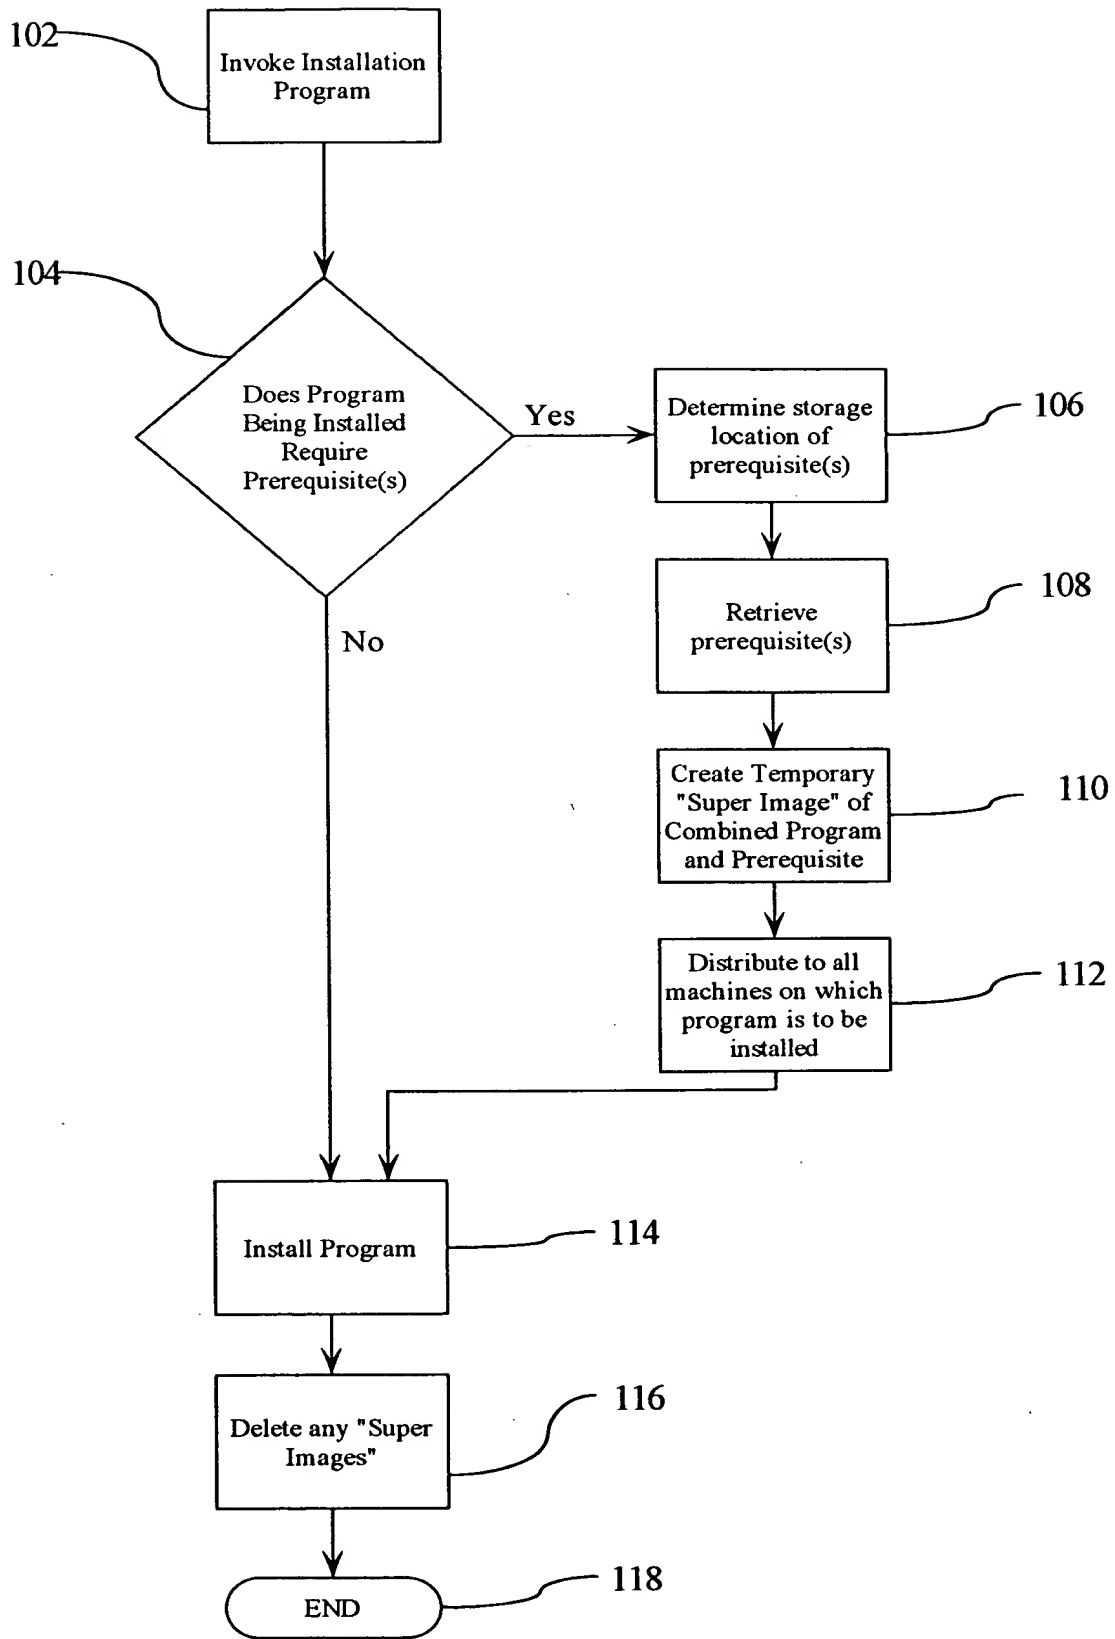 102
Invoke Installation
Program
104
Does Program
Being Installed
Require
Prerequisite(s)
Yes
Determine storage
location of
prerequisite(s)
106
Retrieve
prerequisite(s)
108
No
Create Temporary
"Super Image" of
Combined Program
and Prerequisite
110
Distribute to all
machines on which
program is to be
installed
112
Install Program
114
Delete any "Super
Images"
116
END
118